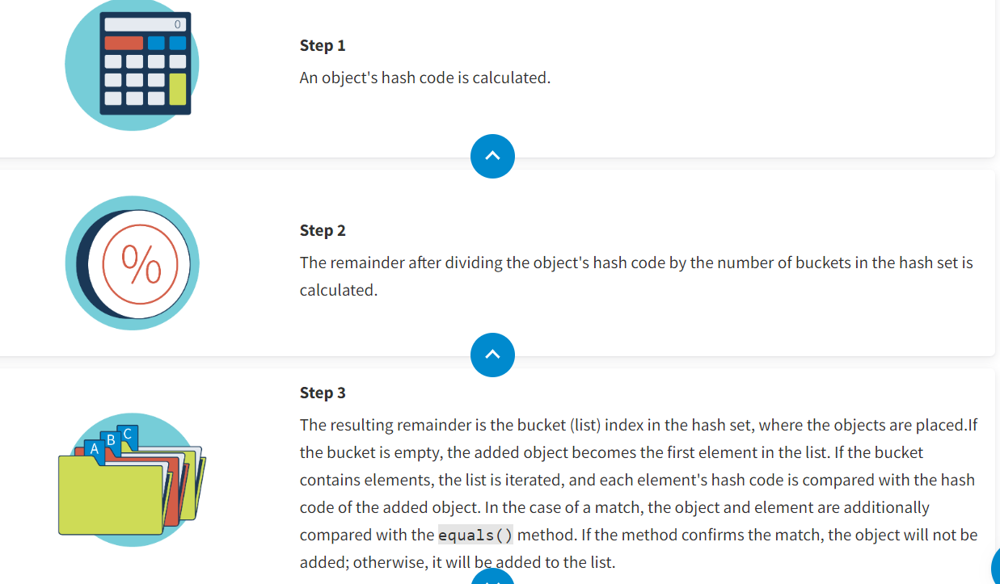 0
Step 1
An object's hash code is calculated.
%
Step 2
The remainder after dividing the object's hash code by the number of buckets in the hash set is
calculated.
A B C
Step 3
The resulting remainder is the bucket (list) index in the hash set, where the objects are placed.If
the bucket is empty, the added object becomes the first element in the list. If the bucket
contains elements, the list is iterated, and each element's hash code is compared with the hash
code of the added object. In the case of a match, the object and element are additionally
compared with the equals() method. If the method confirms the match, the object will not be
added; otherwise, it will be added to the list.